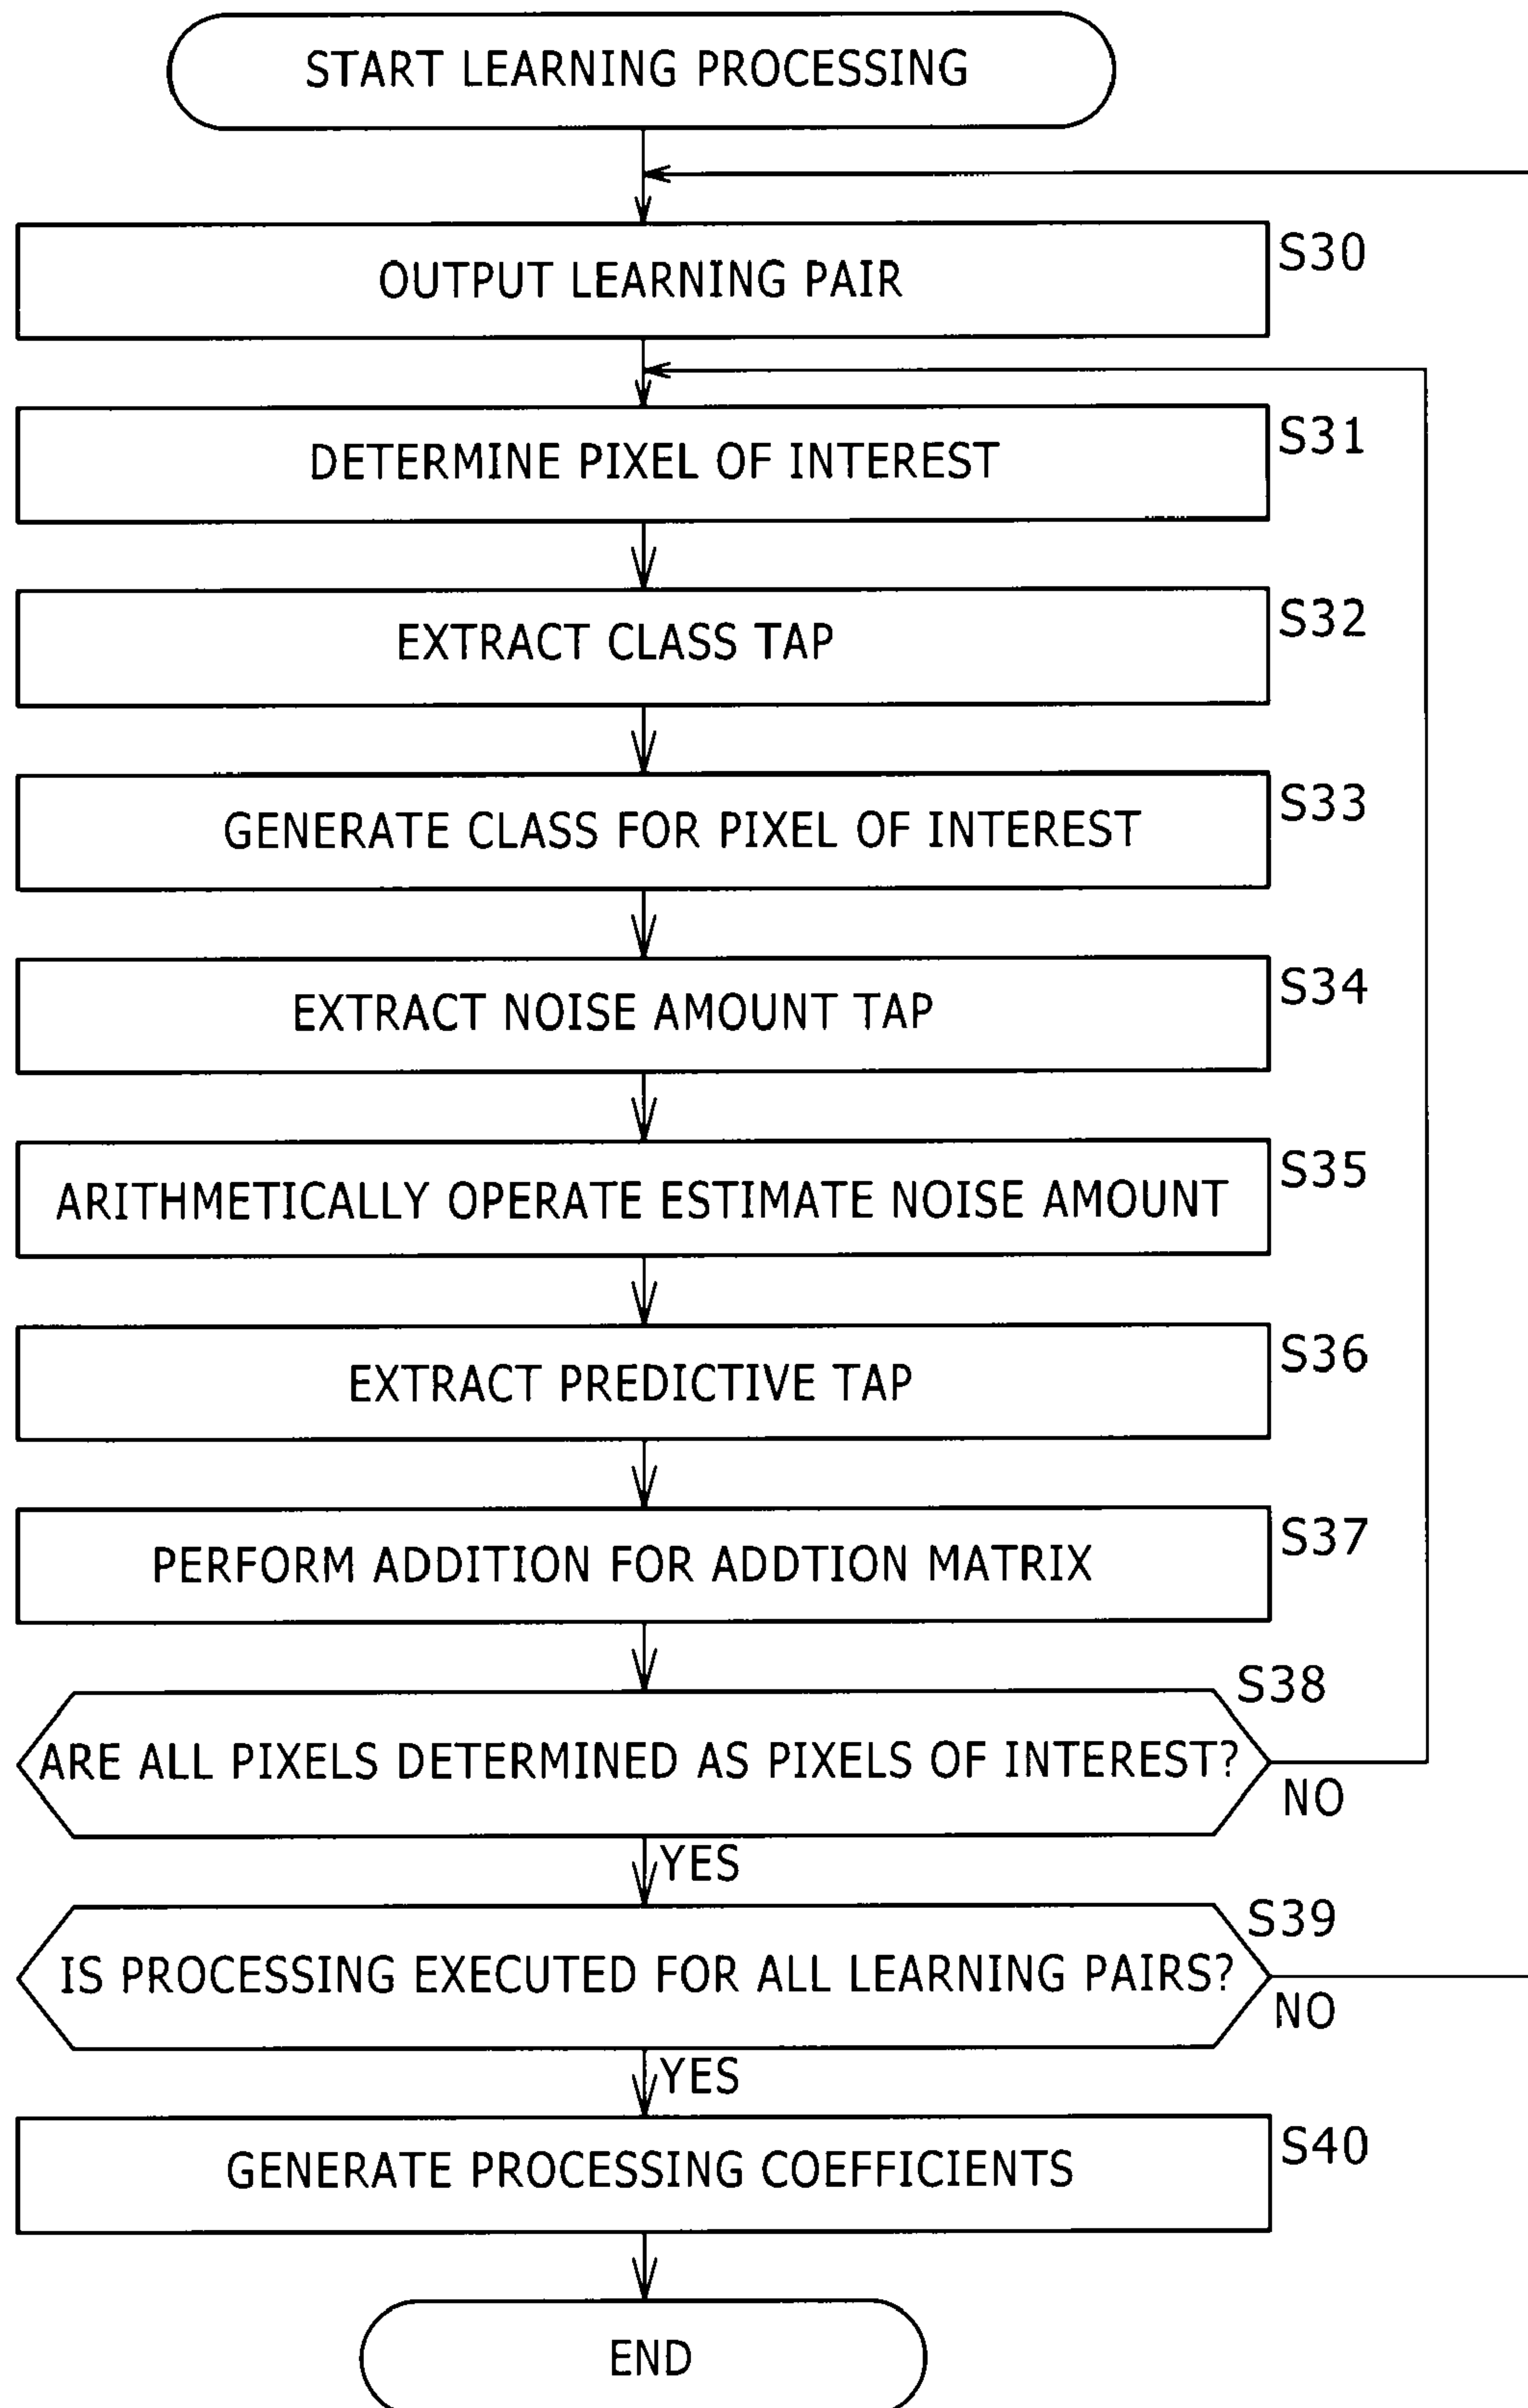 START LEARNING PROCESSING
S30
OUTPUT LEARNING PAIR
S31
DETERMINE PIXEL OF INTEREST
S32
EXTRACT CLASS TAP
S33
GENERATE CLASS FOR PIXEL OF INTEREST
S34
EXTRACT NOISE AMOUNT TAP
S35
ARITHMETICALLY OPERATE ESTIMATE NOISE AMOUNT
S36
EXTRACT PREDICTIVE TAP
S37
PERFORM ADDITION FOR ADDTION MATRIX
S38
ARE ALL PIXELS DETERMINED AS PIXELS OF INTEREST?
NO
YES
S39
IS PROCESSING EXECUTED FOR ALL LEARNING PAIRS?
NO
YES
S40
GENERATE PROCESSING COEFFICIENTS
END